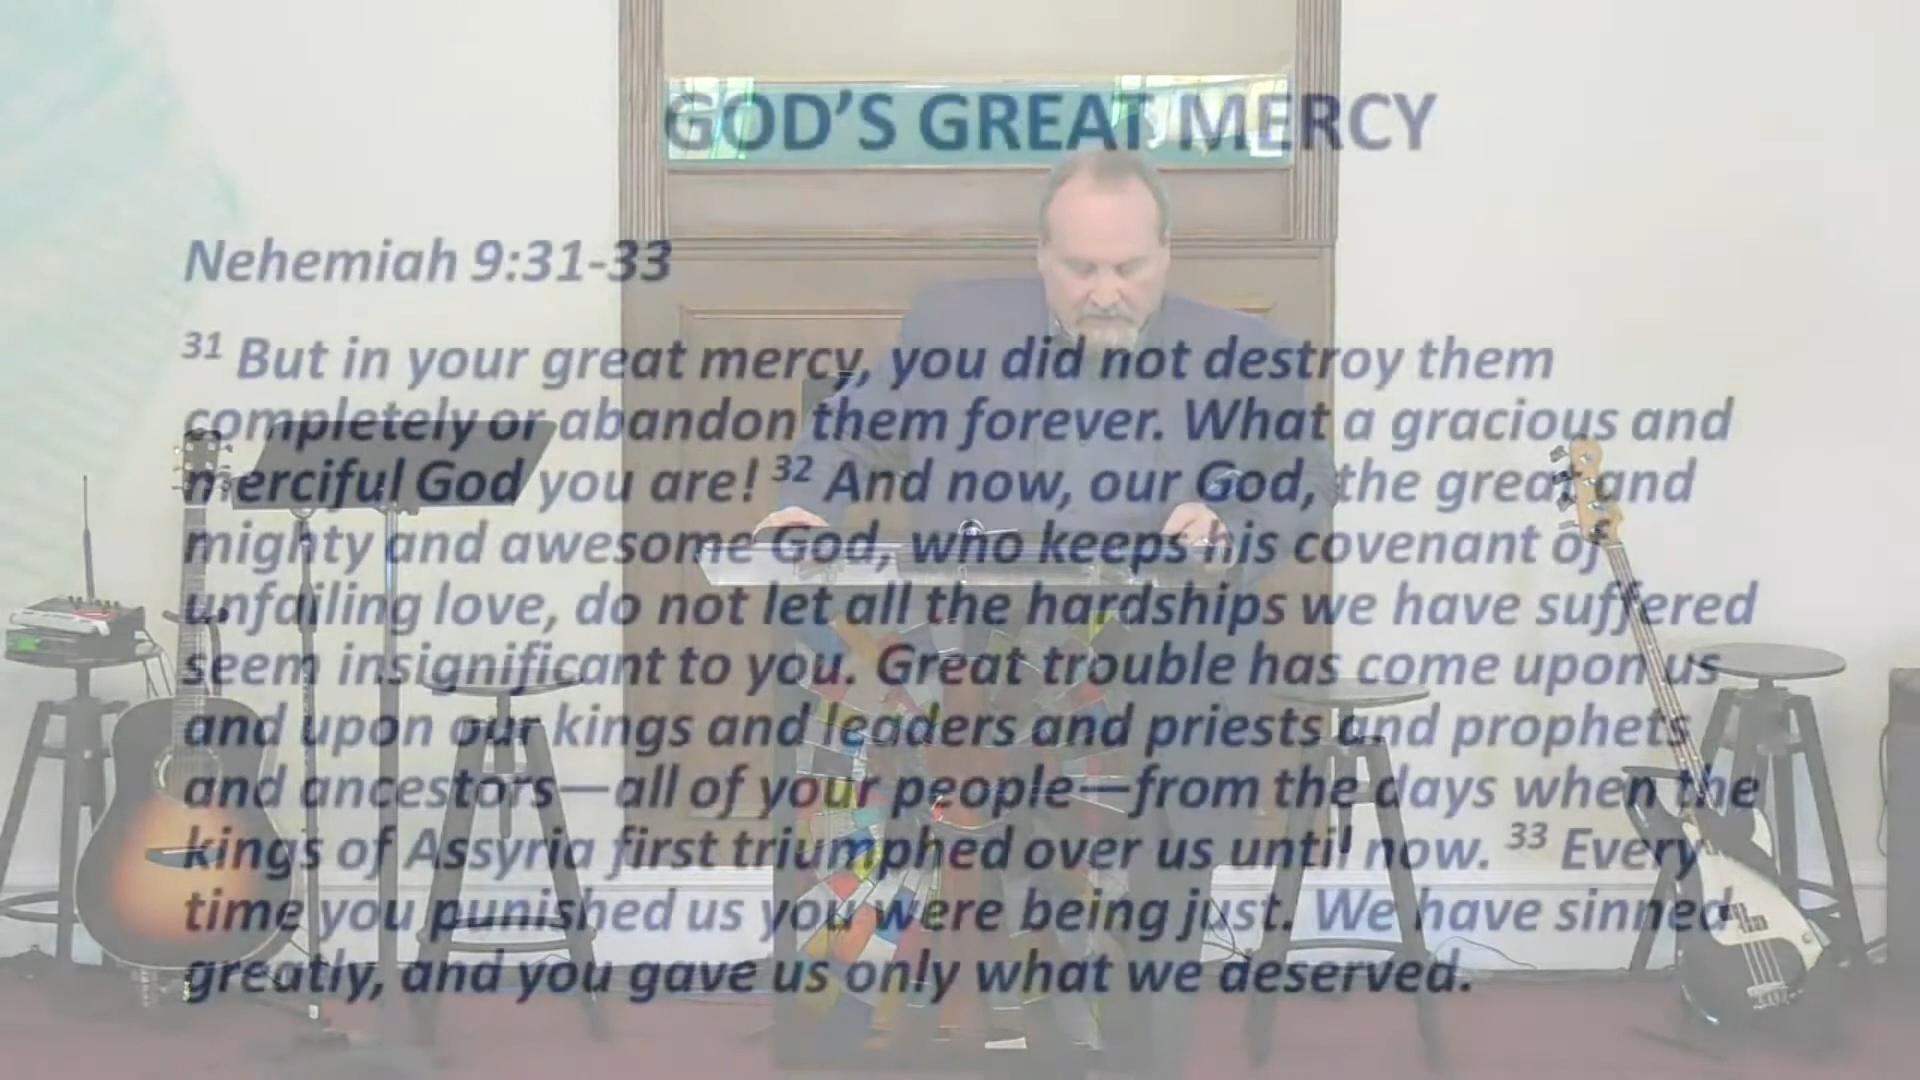 GOD’S GREAT MERCY
Nehemiah 9:31-33
31 But in your great mercy, you did not destroy them
completely or abandon them forever. What a gracious and
merciful God you are! 32 And now, our God, the great and
mighty and awesome God, who keeps his covenant of
unfailing love, do not let all the hardships we have suffered
seem insignificant to you. Great trouble has come upon us
and upon our kings and leaders and priests and prophets
and ancestors—all of your people—from the days when the
kings of Assyria first triumphed over us until now. 33 Every
time you punished us you were being just. We have sinned
greatly, and you gave us only what we deserved.